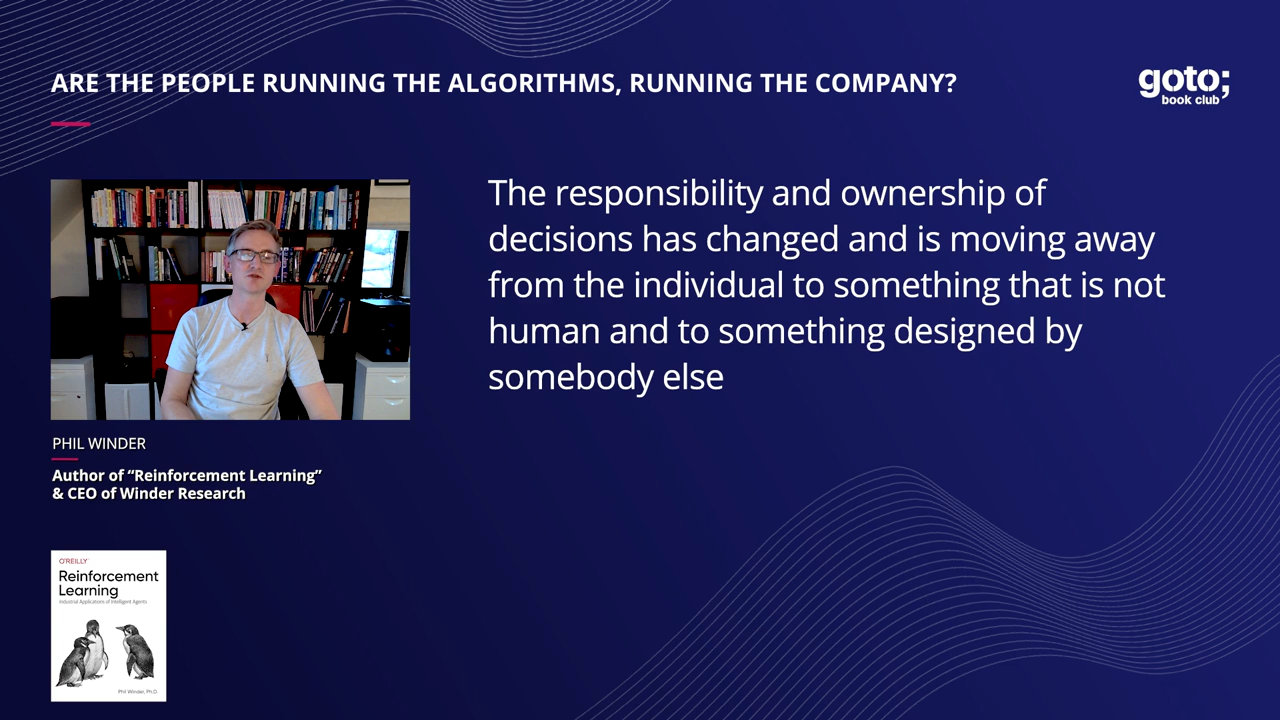 ARE THE PEOPLE RUNNING THE ALGORITHMS, RUNNING THE COMPANY?
goto;
book club
The responsibility and ownership of
decisions has changed and is moving away
from the individual to something that is not
human and to something designed by
somebody else
PHIL WINDER
Author of “Reinforcement Learning”
& CEO of Winder Research
O'REILLY
Reinforcement
Learning
Industrial Applications of Intelligent Agents
Phil Winder, Ph.D.